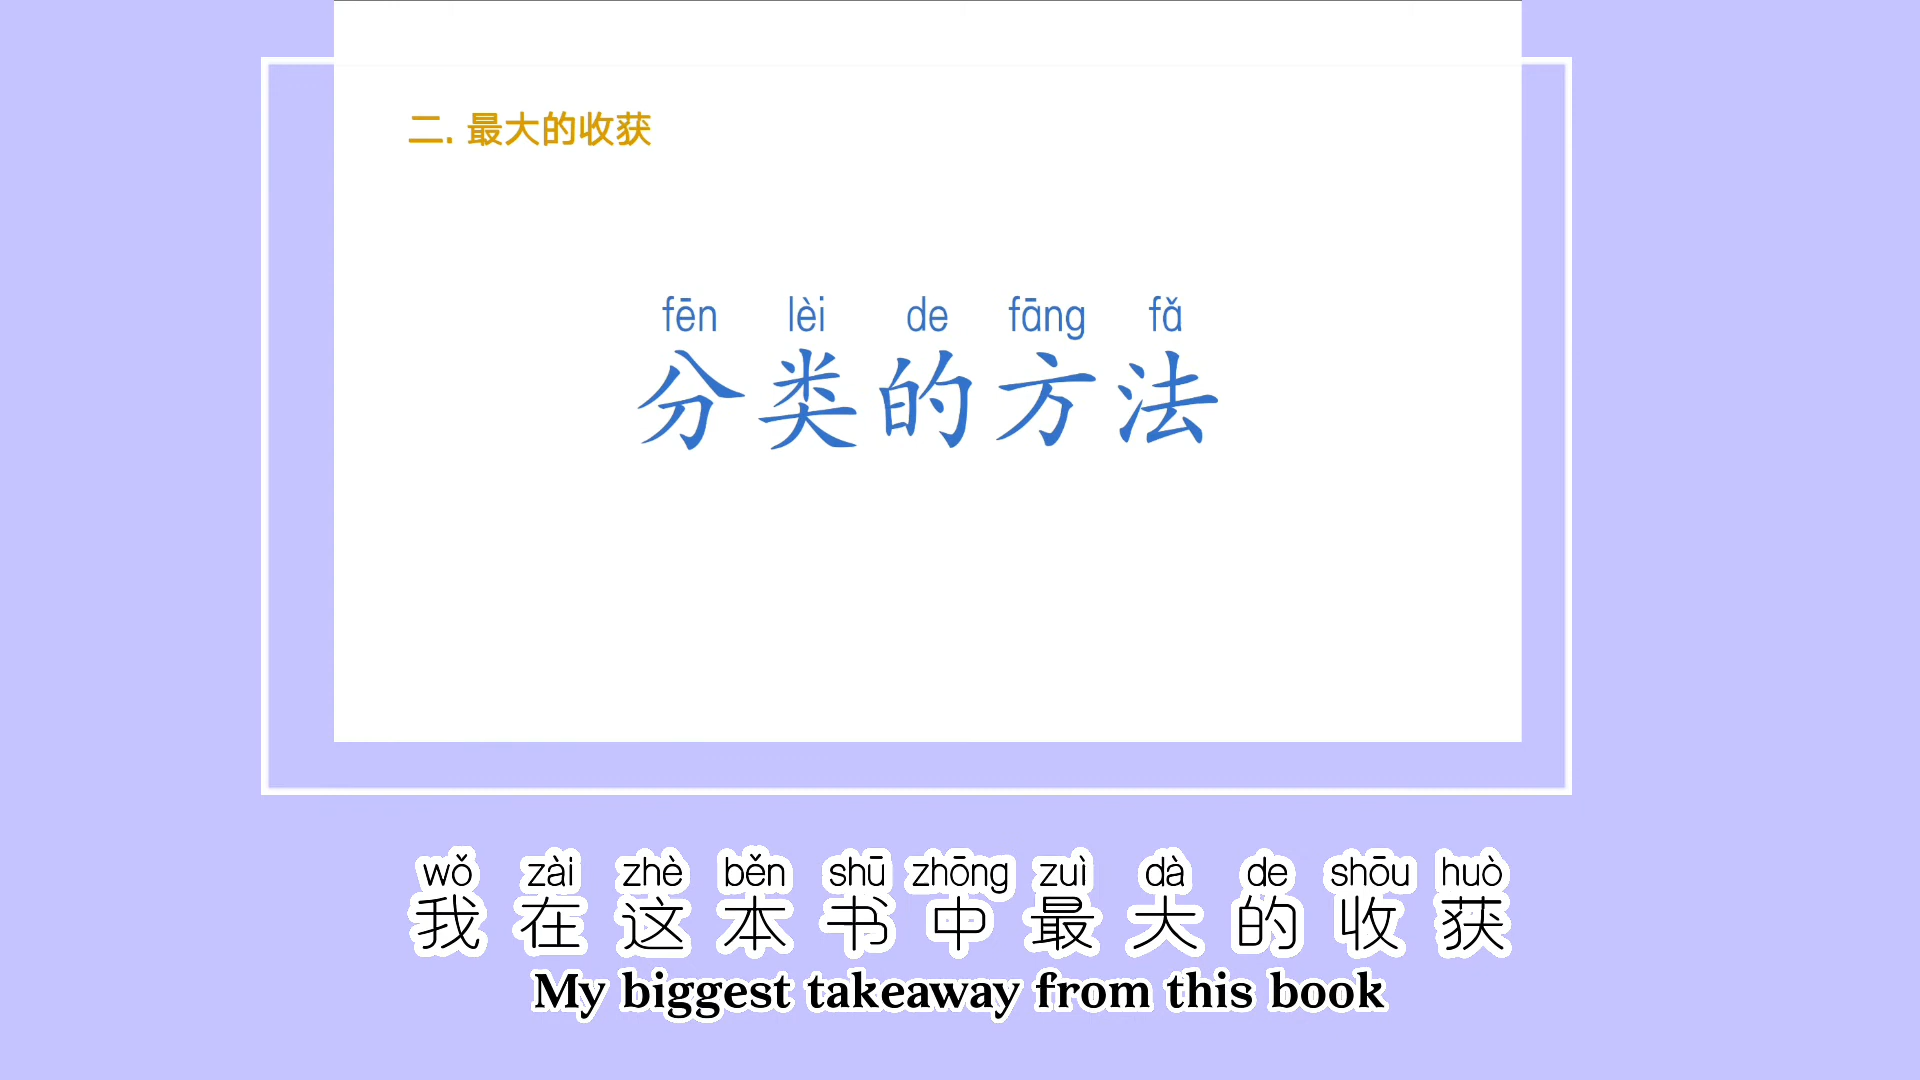 二. 最大的收获
fēn lèi de fāng fǎ
分类的方法
wǒ zài zhè běn shū zhōng zuì dà de shōu huò
我在这本书中最大的收获
My biggest takeaway from this book